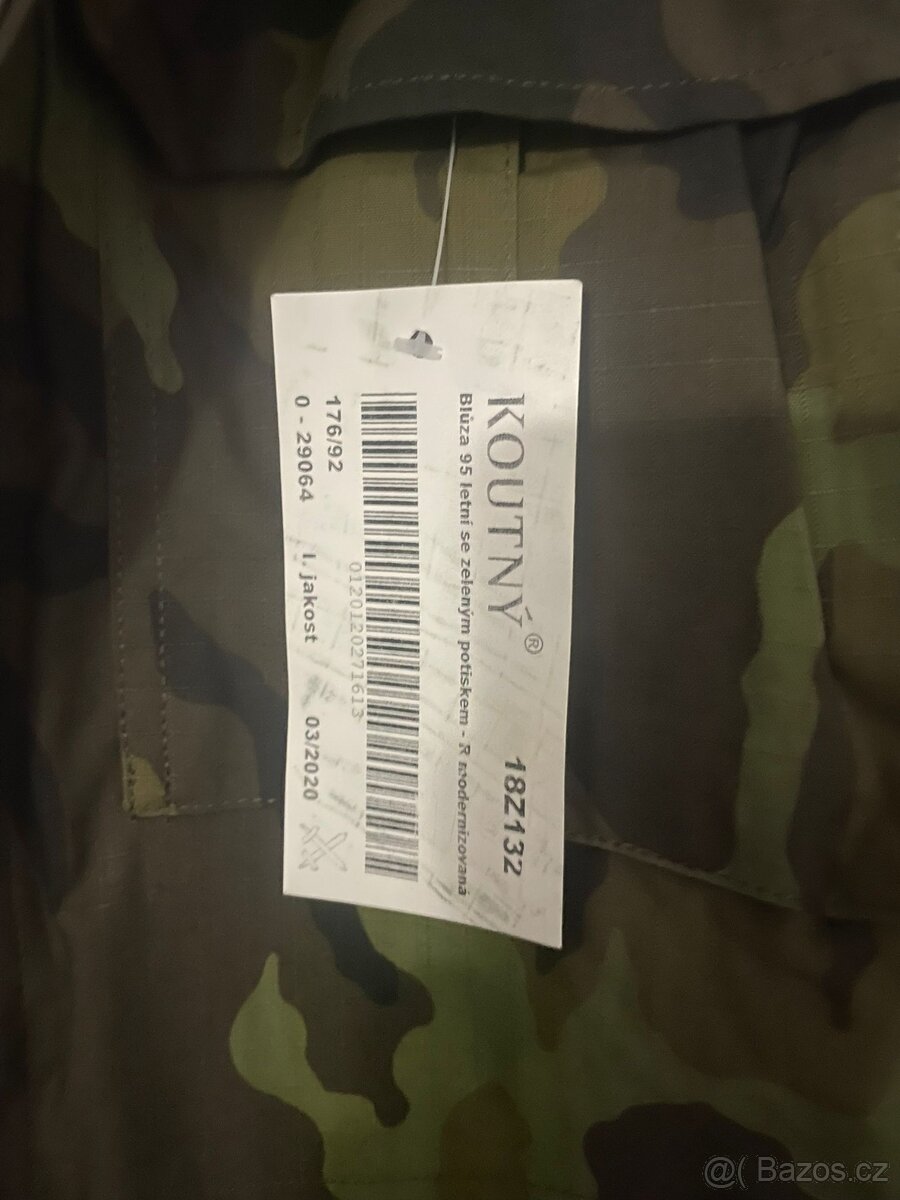 KOUTNÝ® 18Z132
Blůza 95 letní se zeleným potiskem - R modernizovaná
0120120271613
176/92
0 - 29064 I. jakost 03/2020
@( Bazos.cz